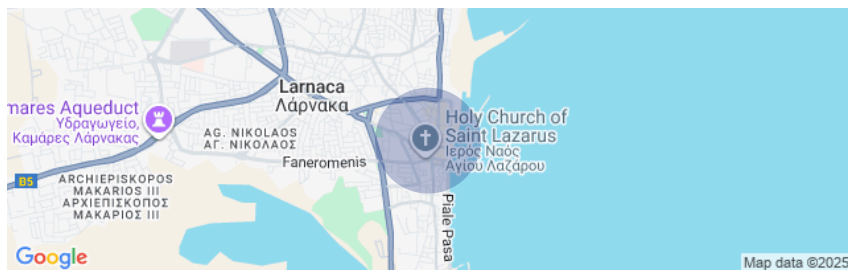 Larnaca
Λάρνακα
mares Aqueduct
Υδραγωγείο,
Καμάρες Λάρνακας
AG. NIKOLAOS
ΑΓ. ΝΙΚΟΛΑΟΣ
Faneromenis
Holy Church of
Saint Lazarus
Ιερός Ναός
Αγίου Λαζάρου
B5
ARCHIEPISKOPOS
MAKARIOS III
ΑΡΧΙΕΠΙΣΚΟΠΟΣ
ΜΑΚΑΡΙΟΣ ΙΙΙ
Piale Pasa
Google
Map data ©2025